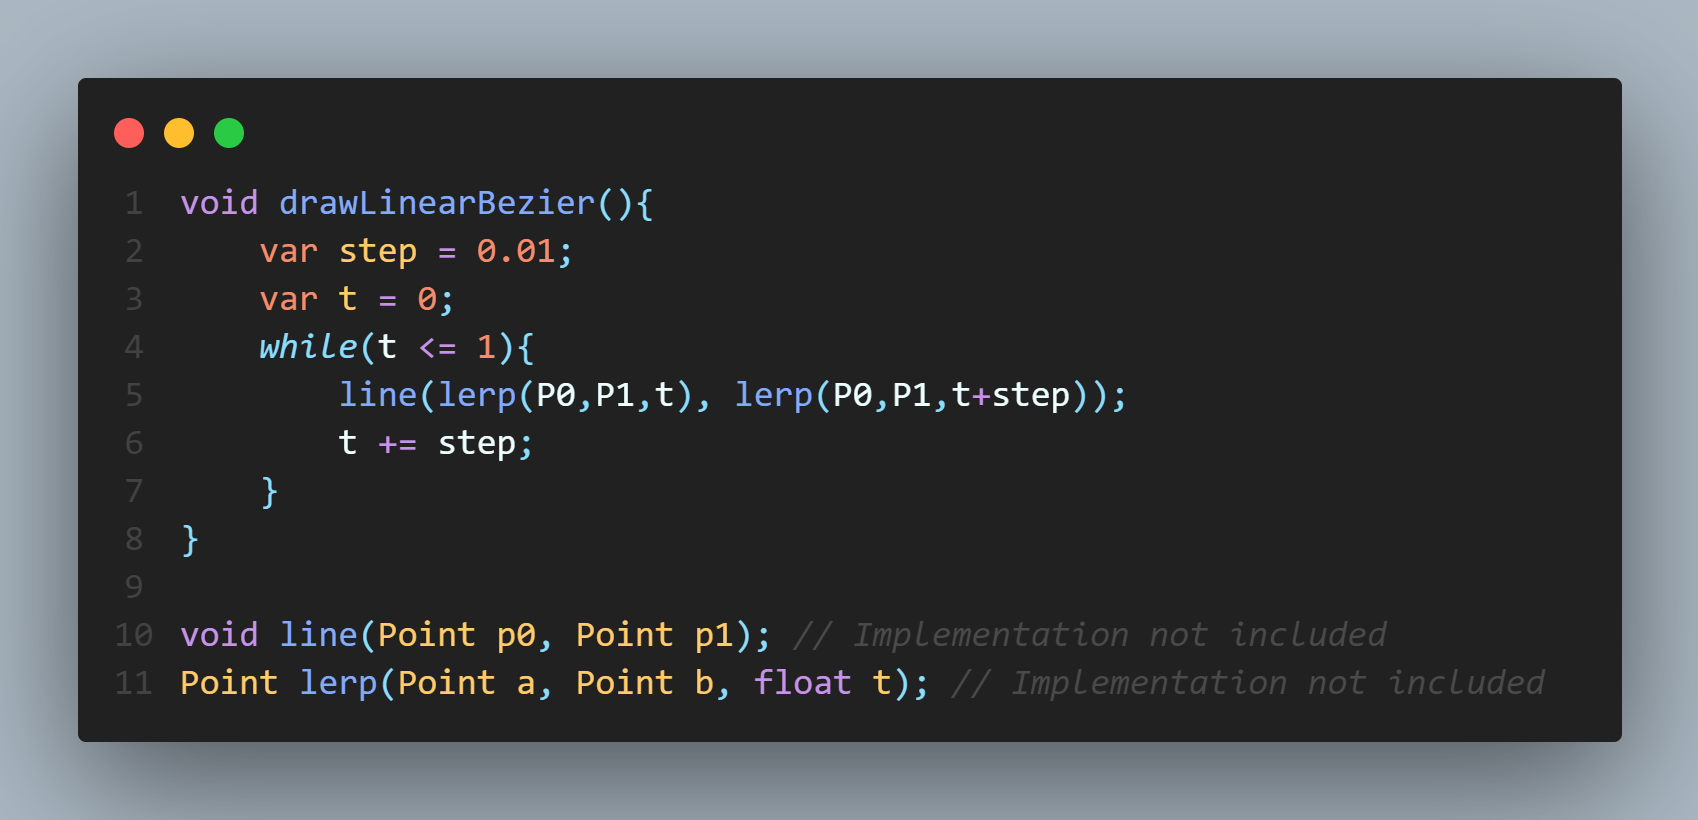 1 void drawLinearBezier(){
2     var step = 0.01;
3     var t = 0;
4     while(t <= 1){
5         line(lerp(P0,P1,t), lerp(P0,P1,t+step));
6         t += step;
7     }
8 }
9
10 void line(Point p0, Point p1); // Implementation not included
11 Point lerp(Point a, Point b, float t); // Implementation not included